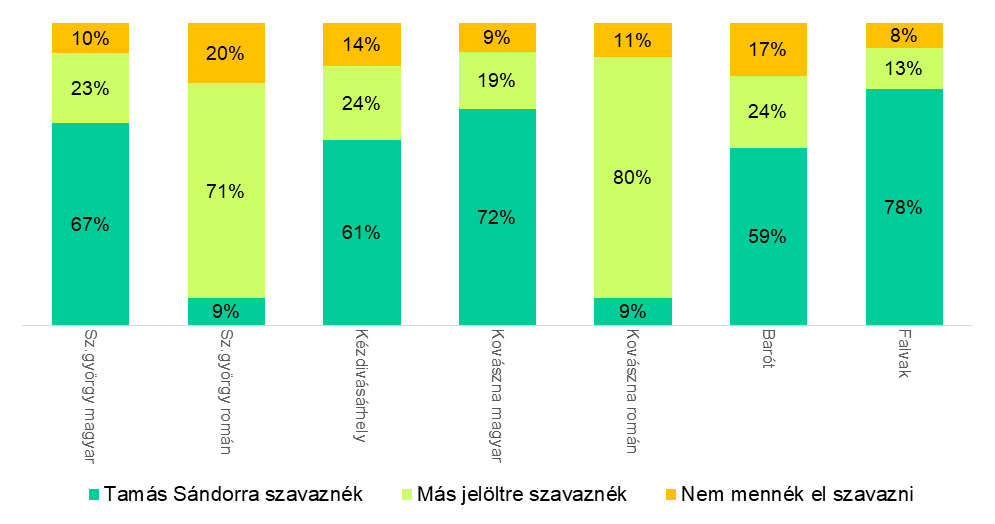 10%
20%
14%
9%
11%
17%
8%
23%
71%
24%
19%
80%
24%
13%
67%
9%
61%
72%
9%
59%
78%
Sz.györgy magyar
Sz.györgy román
Kézdivásárhely
Kovászna magyar
Kovászna román
Barót
Falvak
Tamás Sándorra szavaznék
Más jelöltre szavaznék
Nem mennék el szavazni